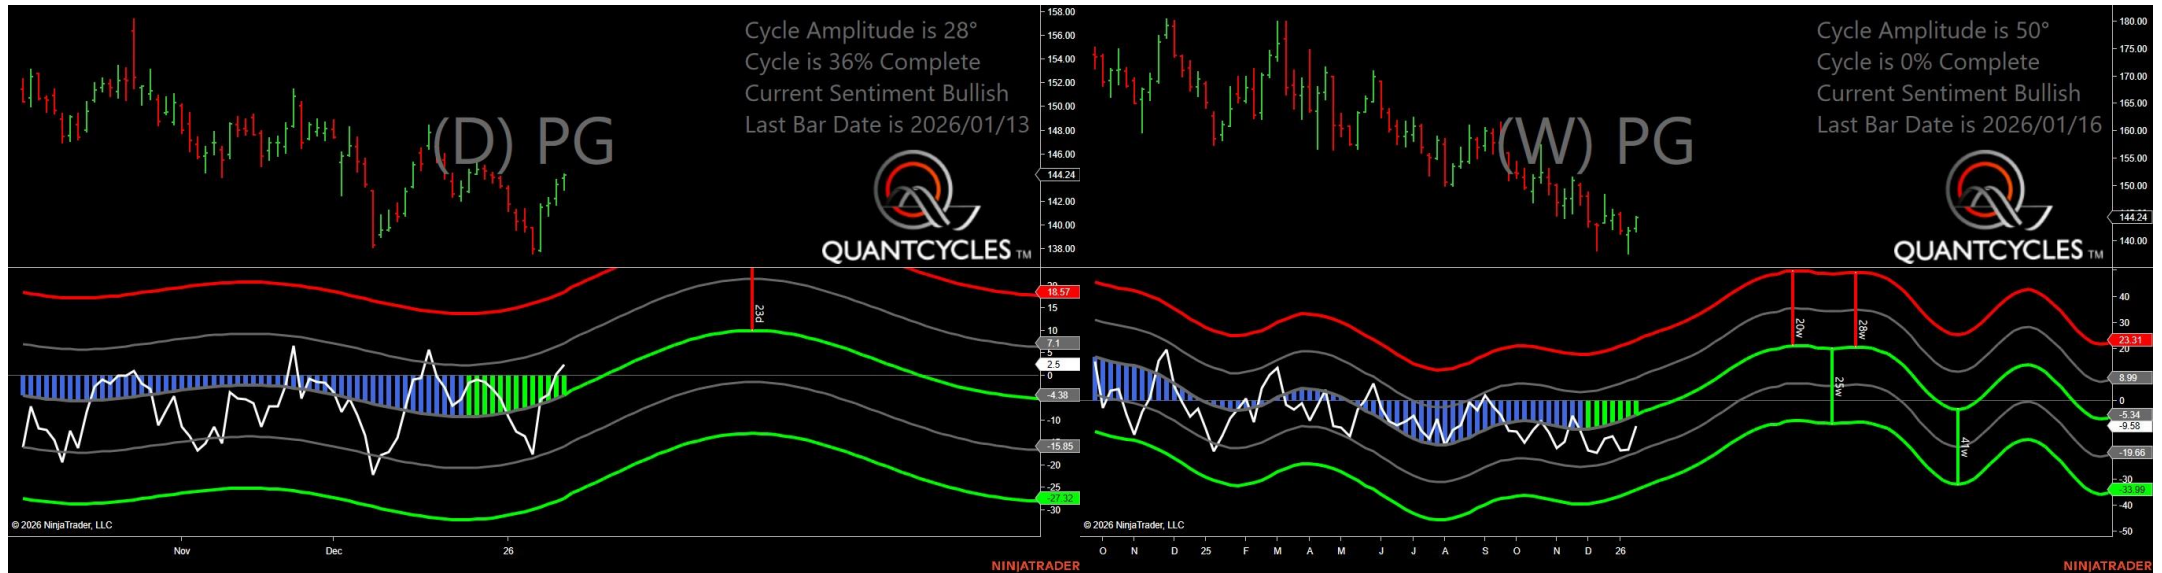 Cycle Amplitude is 28°
Cycle is 36% Complete
Current Sentiment Bullish
Last Bar Date is 2026/01/13
(D) PG
QUANTCYCLES TM
158.00
156.00
154.00
152.00
150.00
148.00
146.00
144.24
142.00
140.00
138.00
20
18.57
15
10
7.1
5
2.5
0
-4.38
-10
-15.85
-20
-25
-27.32
-30
23d
© 2026 NinjaTrader, LLC
Nov
Dec
26
NINJATRADER
Cycle Amplitude is 50°
Cycle is 0% Complete
Current Sentiment Bullish
Last Bar Date is 2026/01/16
(W) PG
QUANTCYCLES TM
180.00
175.00
170.00
165.00
160.00
155.00
150.00
144.24
140.00
40
30
23.31
20
8.99
0
-5.34
-9.58
-19.66
-30
-33.99
-40
-50
20w
28w
25w
41w
© 2026 NinjaTrader, LLC
O N D 25 F M A M J J A S O N D 26
NINJATRADER